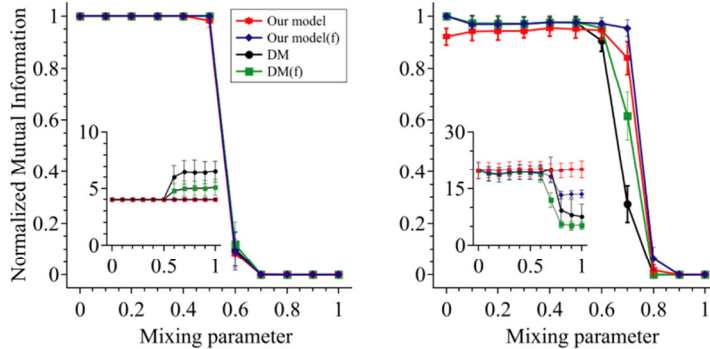 Normalized Mutual Information
1
0.8
0.6
0.4
0.2
0
0 0.2 0.4 0.6 0.8 1
Mixing parameter
Our model
Our model(f)
DM
DM(f)
10
5
0
0 0.5 1
1
0.8
0.6
0.4
0.2
0
0 0.2 0.4 0.6 0.8 1
Mixing parameter
30
15
0
0 0.5 1